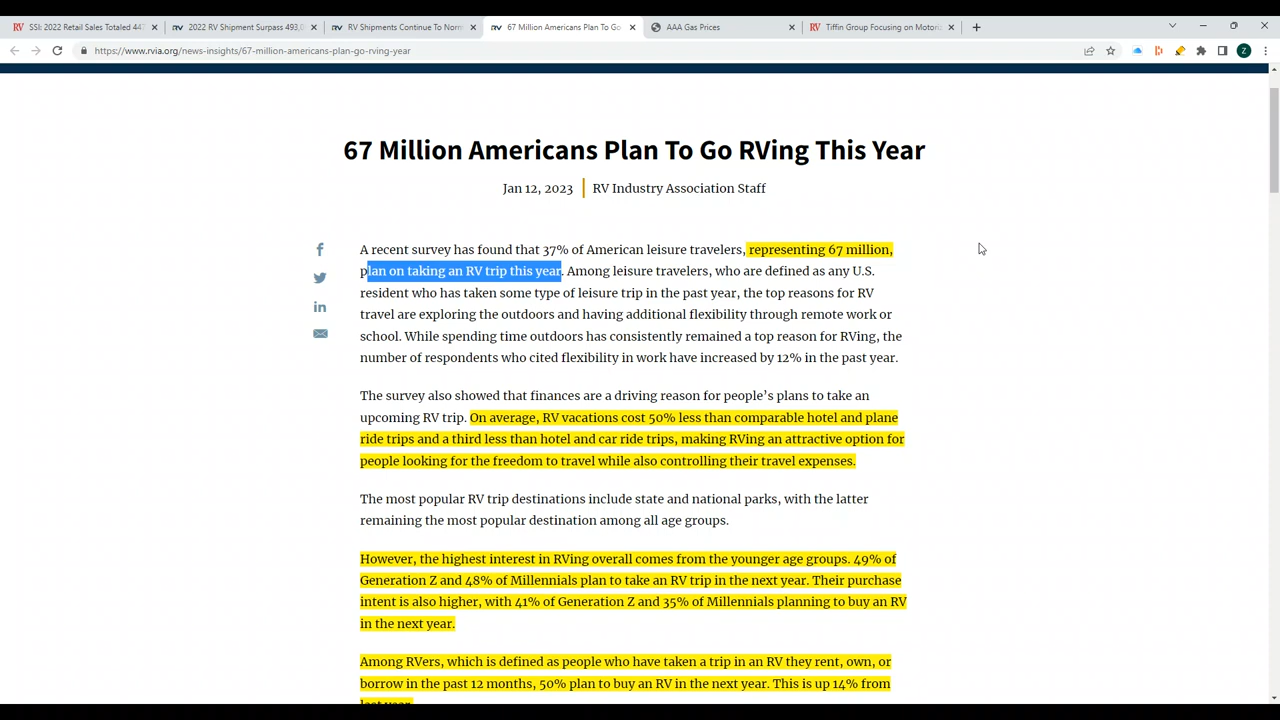 SSI: 2022 Retail Sales Totaled 447
2022 RV Shipment Surpass 493,0
RV Shipments Continue To Norm
67 Million Americans Plan To Go
AAA Gas Prices
Tiffin Group Focusing on Motori
https://www.rvia.org/news-insights/67-million-americans-plan-go-rving-year
Z
67 Million Americans Plan To Go RVing This Year
Jan 12, 2023 RV Industry Association Staff
A recent survey has found that 37% of American leisure travelers, representing 67 million,
plan on taking an RV trip this year. Among leisure travelers, who are defined as any U.S.
resident who has taken some type of leisure trip in the past year, the top reasons for RV
travel are exploring the outdoors and having additional flexibility through remote work or
school. While spending time outdoors has consistently remained a top reason for RVing, the
number of respondents who cited flexibility in work have increased by 12% in the past year.
The survey also showed that finances are a driving reason for people's plans to take an
upcoming RV trip. On average, RV vacations cost 50% less than comparable hotel and plane
ride trips and a third less than hotel and car ride trips, making RVing an attractive option for
people looking for the freedom to travel while also controlling their travel expenses.
The most popular RV trip destinations include state and national parks, with the latter
remaining the most popular destination among all age groups.
However, the highest interest in RVing overall comes from the younger age groups. 49% of
Generation Z and 48% of Millennials plan to take an RV trip in the next year. Their purchase
intent is also higher, with 41% of Generation Z and 35% of Millennials planning to buy an RV
in the next year.
Among RVers, which is defined as people who have taken a trip in an RV they rent, own, or
borrow in the past 12 months, 50% plan to buy an RV in the next year. This is up 14% from
last year.